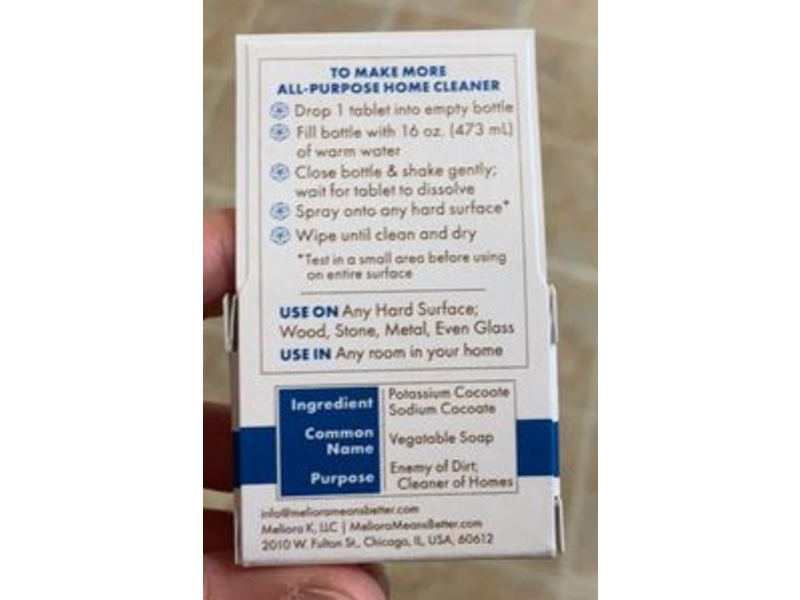 TO MAKE MORE
ALL-PURPOSE HOME CLEANER
Drop 1 tablet into empty bottle
Fill bottle with 16 oz. (473 mL)
of warm water
Close bottle & shake gently;
wait for tablet to dissolve
Spray onto any hard surface*
Wipe until clean and dry
*Test in a small area before using
on entire surface
USE ON Any Hard Surface;
Wood, Stone, Metal, Even Glass
USE IN Any room in your home
Ingredient
Potassium Cocoate
Sodium Cocoate
Common
Name
Vegatable Soap
Purpose
Enemy of Dirt;
Cleaner of Homes
info@meliorameansbetter.com
Meliora K, LLC | MelioraMeansBetter.com
2010 W. Fulton St., Chicago, IL, USA, 60612